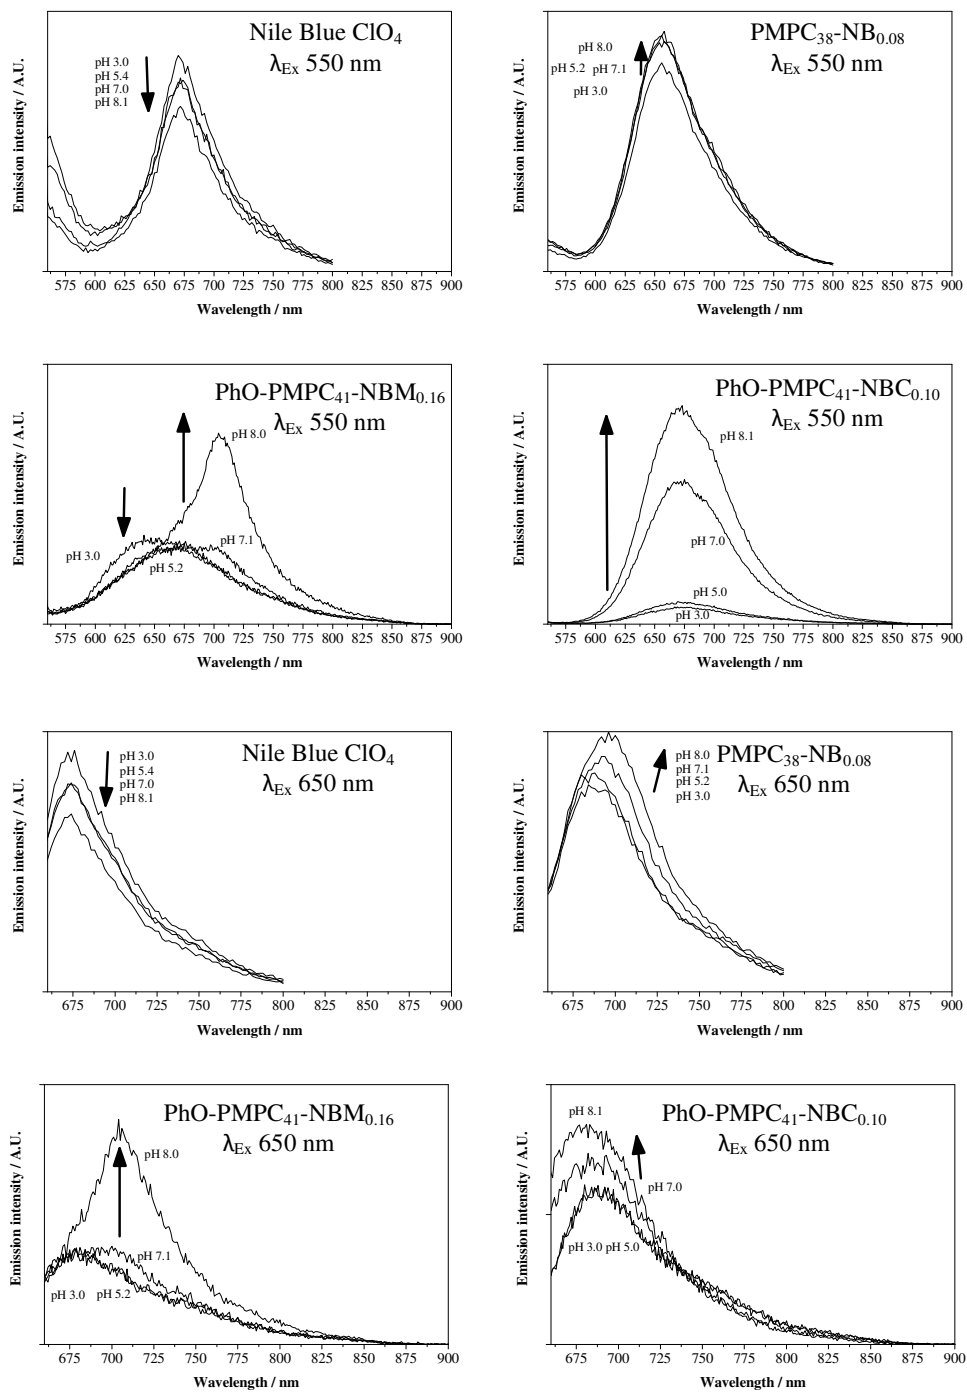 Nile Blue ClO4
λEx 550 nm
pH 3.0
pH 5.4
pH 7.0
pH 8.1
Emission intensity / A.U.
575 600 625 650 675 700 725 750 775 800 825 850 875 900
Wavelength / nm
PMPC38-NB0.08
λEx 550 nm
pH 8.0
pH 5.2 pH 7.1
pH 3.0
Emission intensity / A.U.
575 600 625 650 675 700 725 750 775 800 825 850 875 900
Wavelength / nm
PhO-PMPC41-NBM0.16
λEx 550 nm
pH 8.0
pH 7.1
pH 3.0
pH 5.2
Emission intensity / A.U.
575 600 625 650 675 700 725 750 775 800 825 850 875 900
Wavelength / nm
PhO-PMPC41-NBC0.10
λEx 550 nm
pH 8.1
pH 7.0
pH 5.0
pH 3.0
Emission intensity / A.U.
575 600 625 650 675 700 725 750 775 800 825 850 875 900
Wavelength / nm
Nile Blue ClO4
λEx 650 nm
pH 3.0
pH 5.4
pH 7.0
pH 8.1
Emission intensity / A.U.
675 700 725 750 775 800 825 850 875 900
Wavelength / nm
PMPC38-NB0.08
λEx 650 nm
pH 8.0
pH 7.1
pH 5.2
pH 3.0
Emission intensity / A.U.
675 700 725 750 775 800 825 850 875 900
Wavelength / nm
PhO-PMPC41-NBM0.16
λEx 650 nm
pH 8.0
pH 7.1
pH 3.0 pH 5.2
Emission intensity / A.U.
675 700 725 750 775 800 825 850 875 900
Wavelength / nm
PhO-PMPC41-NBC0.10
λEx 650 nm
pH 8.1
pH 7.0
pH 3.0 pH 5.0
Emission intensity / A.U.
675 700 725 750 775 800 825 850 875 900
Wavelength / nm